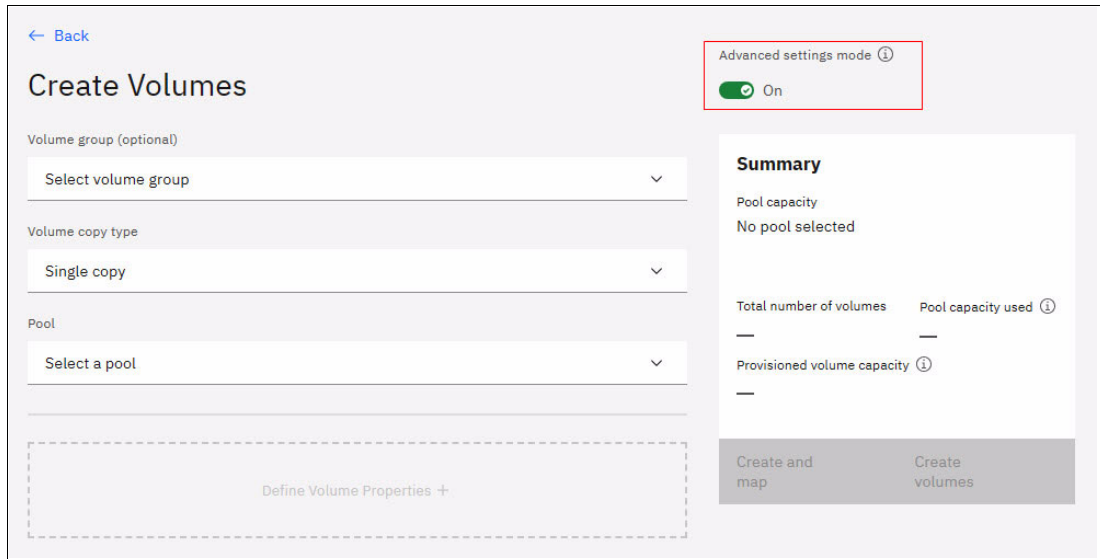 ← Back
Create Volumes
Volume group (optional)
Select volume group
Volume copy type
Single copy
Pool
Select a pool
Define Volume Properties +
Advanced settings mode
On
Summary
Pool capacity
No pool selected
Total number of volumes
—
Pool capacity used
—
Provisioned volume capacity
—
Create and
map
Create
volumes